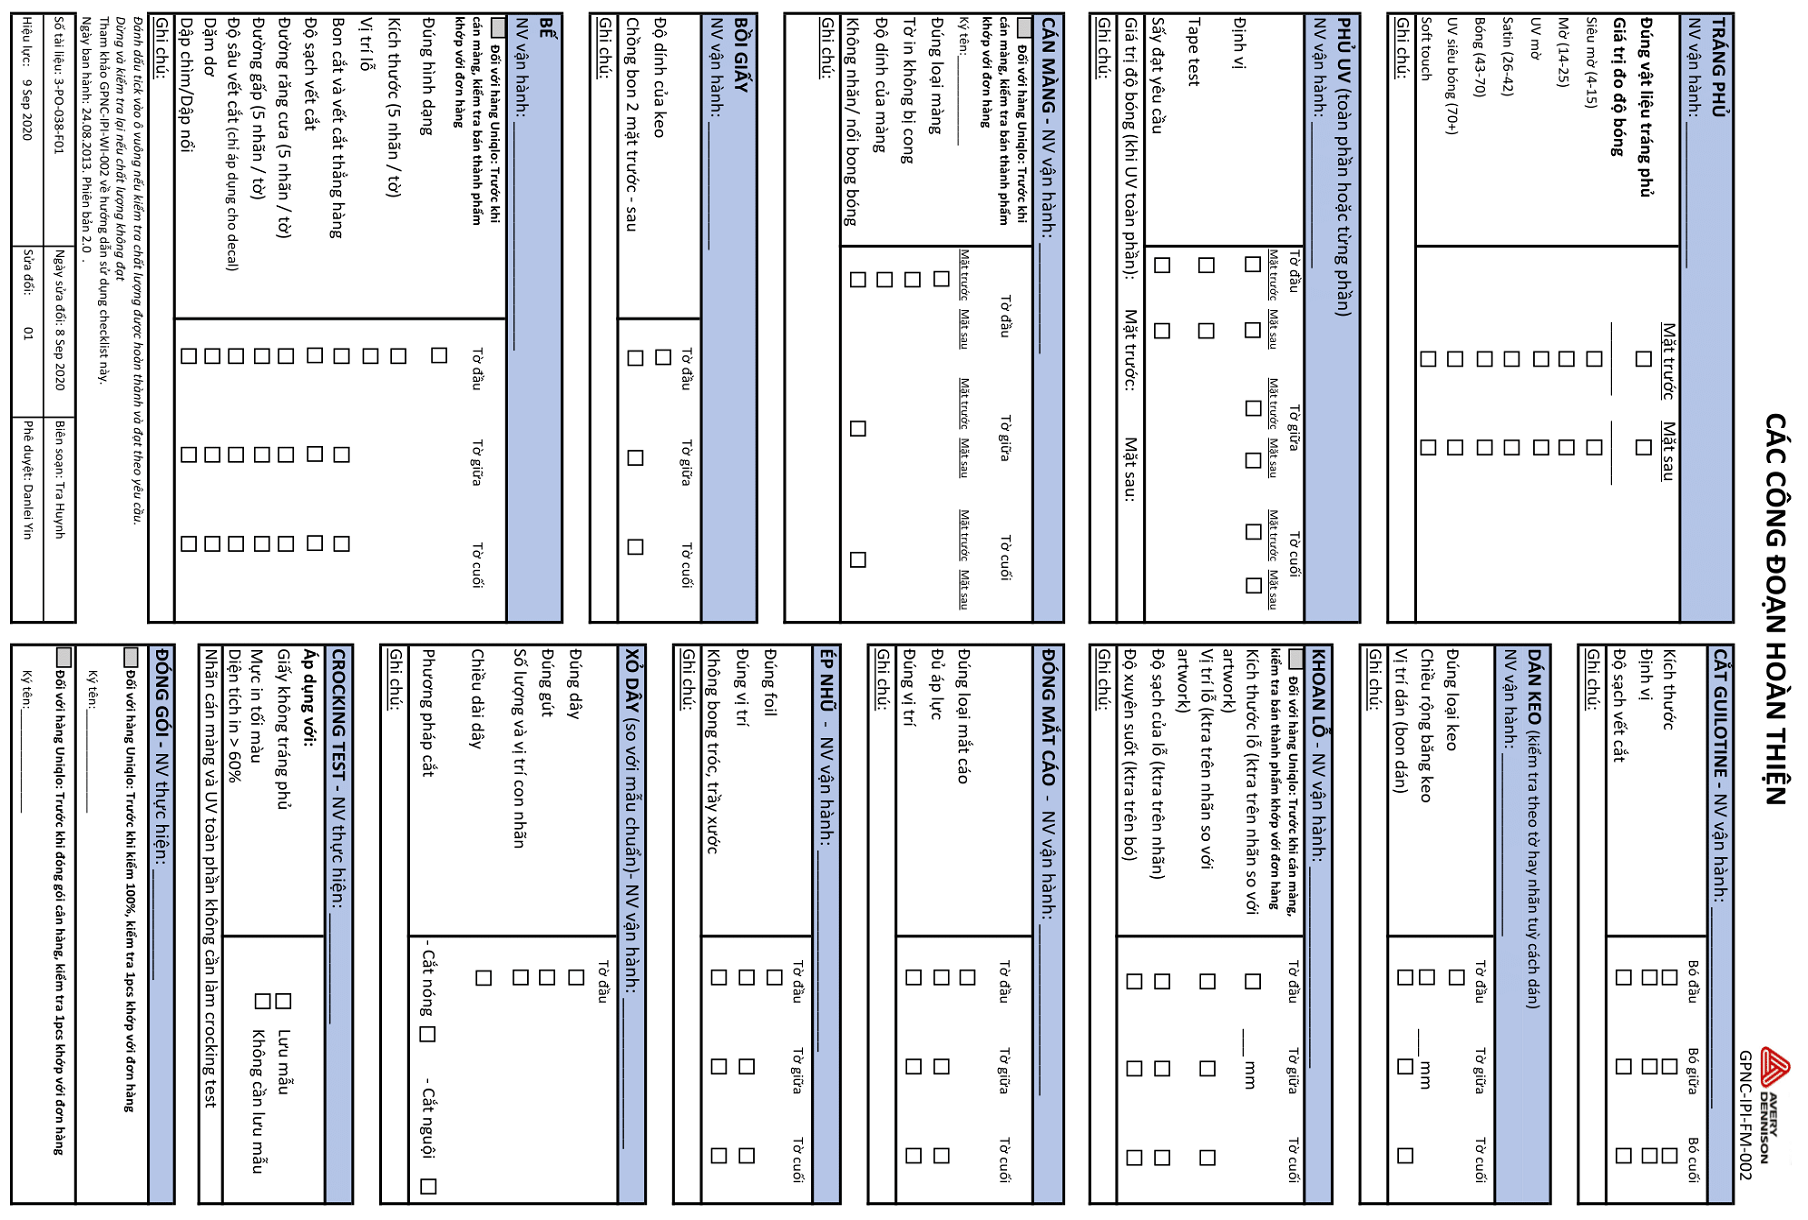 CÁC CÔNG ĐOẠN HOÀN THIỆN
AVERY
DENNISON
GPNC-IPI-FM-002
TRÁNG PHỦ
NV vận hành: ____________________
Mặt trước Mặt sau
Đúng vật liệu tráng phủ
Giá trị đo độ bóng
Siêu mờ (4-15)
Mờ (14-25)
UV mờ
Satin (26-42)
Bóng (43-70)
UV siêu bóng (70+)
Soft touch
Ghi chú:
PHỦ UV (toàn phần hoặc từng phần)
NV vận hành: ____________________
Tờ đầu Tờ giữa Tờ cuối
Mặt trước Mặt sau Mặt trước Mặt sau Mặt trước Mặt sau
Định vị
Tape test
Sấy đạt yêu cầu
Giá trị độ bóng (khi UV toàn phần): Mặt trước: Mặt sau:
Ghi chú:
CÁN MÀNG - NV vận hành: ____________
Đối với hàng Uniqlo: Trước khi
cán màng, kiểm tra bán thành phẩm
khớp với đơn hàng
Ký tên:____________
Tờ đầu Tờ giữa Tờ cuối
Mặt trước Mặt sau Mặt trước Mặt sau Mặt trước Mặt sau
Đúng loại màng
Tờ in không bị cong
Độ dính của màng
Không nhăn/ nổi bong bóng
Ghi chú:
BỒI GIẤY
NV vận hành: ________________
Tờ đầu Tờ giữa Tờ cuối
Độ dính của keo
Chồng bon 2 mặt trước - sau
Ghi chú:
BẾ
NV vận hành: ____________________________
Đối với hàng Uniqlo: Trước khi
cán màng, kiểm tra bán thành phẩm
khớp với đơn hàng
Tờ đầu Tờ giữa Tờ cuối
Đúng hình dạng
Kích thước (5 nhãn / tờ)
Vị trí lỗ
Bon cắt và vết cắt thẳng hàng
Độ sạch vết cắt
Đường răng cưa (5 nhãn / tờ)
Đường gấp (5 nhãn / tờ)
Độ sâu vết cắt (chỉ áp dụng cho decal)
Dặm dơ
Dập chìm/Dập nổi
Ghi chú:
Đánh dấu tick vào ô vuông nếu kiểm tra chất lượng được hoàn thành và đạt theo yêu cầu.
Dừng và kiểm tra lại nếu chất lượng không đạt
Tham khảo GPNC-IPI-WI-002 về hướng dẫn sử dụng checklist này.
Ngày ban hành: 24.08.2013. Phiên bản 2.0 .
Số tài liệu: 3-PO-038-F01 Ngày sửa đổi: 8 Sep 2020 Biên soạn: Tra Huynh
Hiệu lực: 9 Sep 2020 Sửa đổi: 01 Phê duyệt: Danlei Yin
CẮT GUILOTINE - NV vận hành: ____________________
Bó đầu Bó giữa Bó cuối
Kích thước
Định vị
Độ sạch vết cắt
Ghi chú:
DÁN KEO (kiểm tra theo tờ hay nhãn tuỳ cách dán)
NV vận hành: ____________________
Tờ đầu Tờ giữa Tờ cuối
Đúng loại keo
Chiều rộng băng keo ____ mm
Vị trí dán (bon dán)
Ghi chú:
KHOAN LỖ - NV vận hành: ____________________
Đối với hàng Uniqlo: Trước khi cán màng,
kiểm tra bán thành phẩm khớp với đơn hàng
Tờ đầu Tờ giữa Tờ cuối
Kích thước lỗ (ktra trên nhãn so với
artwork) ____ mm
Vị trí lỗ (ktra trên nhãn so với
artwork)
Độ sạch của lỗ (ktra trên nhãn)
Độ xuyên suốt (ktra trên bó)
Ghi chú:
ĐÓNG MẮT CÁO - NV vận hành: ____________________
Tờ đầu Tờ giữa Tờ cuối
Đúng loại mắt cáo
Đủ áp lực
Đúng vị trí
Ghi chú:
ÉP NHŨ - NV vận hành: ____________________
Tờ đầu Tờ giữa Tờ cuối
Đúng foil
Đúng vị trí
Không bong tróc, trầy xước
Ghi chú:
XỎ DÂY (so với mẫu chuẩn)- NV vận hành: ________________
Tờ đầu
Đúng dây
Đúng gút
Số lượng và vị trí con nhãn
Chiều dài dây
Phương pháp cắt - Cắt nóng - Cắt nguội
Ghi chú:
CROCKING TEST - NV thực hiện: ____________
Áp dụng với:
Giấy không tráng phủ Lưu mẫu
Mực in tối màu Không cần lưu mẫu
Diện tích in > 60%
Nhãn cán màng và UV toàn phần không cần làm crocking test
ĐÓNG GÓI - NV thực hiện: ____________
Đối với hàng Uniqlo: Trước khi kiểm 100%, kiểm tra 1pcs khớp với đơn hàng
Ký tên:____________
Đối với hàng Uniqlo: Trước khi đóng gói cân hàng, kiểm tra 1pcs khớp với đơn hàng
Ký tên:____________